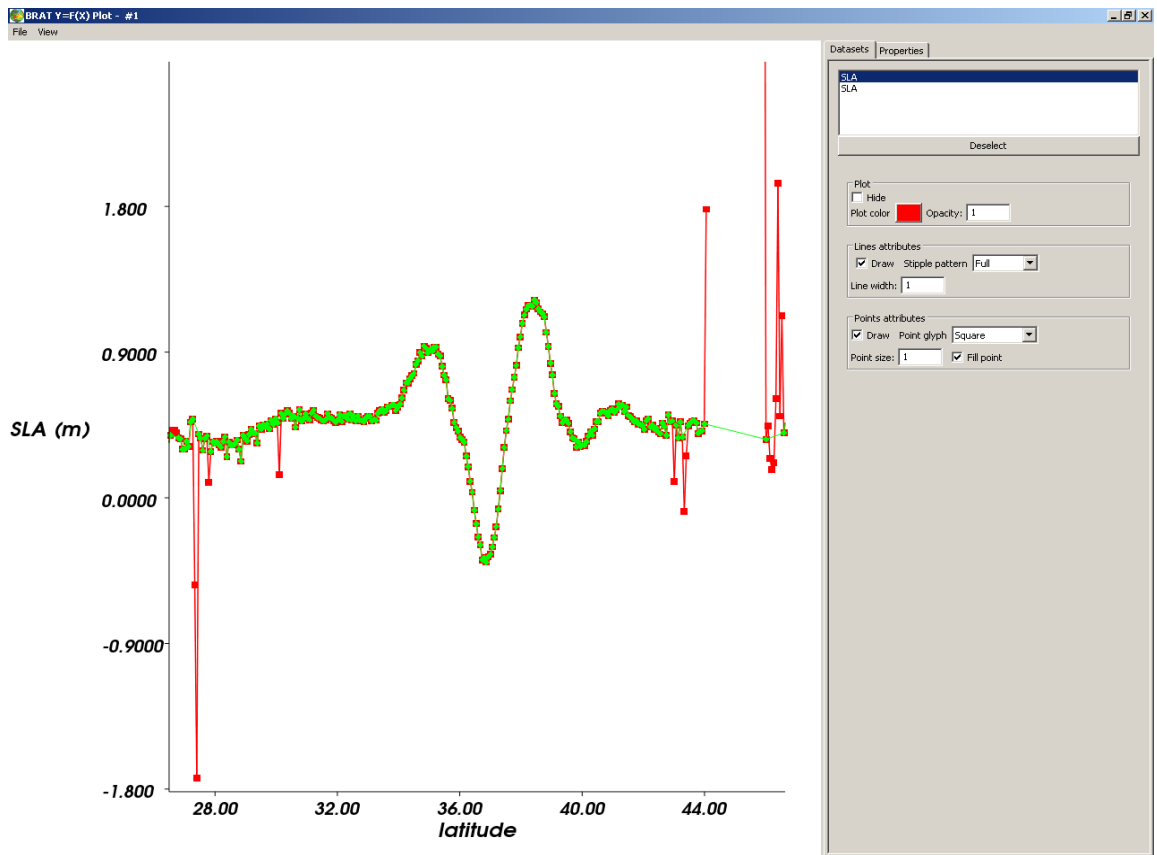 BRAT Y=F(X) Plot - #1
File View
1.800
0.9000
SLA (m)
0.0000
-0.9000
-1.800
28.00 32.00 36.00 40.00 44.00
latitude
Datasets Properties
SLA
SLA
Deselect
Plot
Hide
Plot color Opacity: 1
Lines attributes
Draw Stipple pattern Full
Line width: 1
Points attributes
Draw Point glyph Square
Point size: 1 Fill point